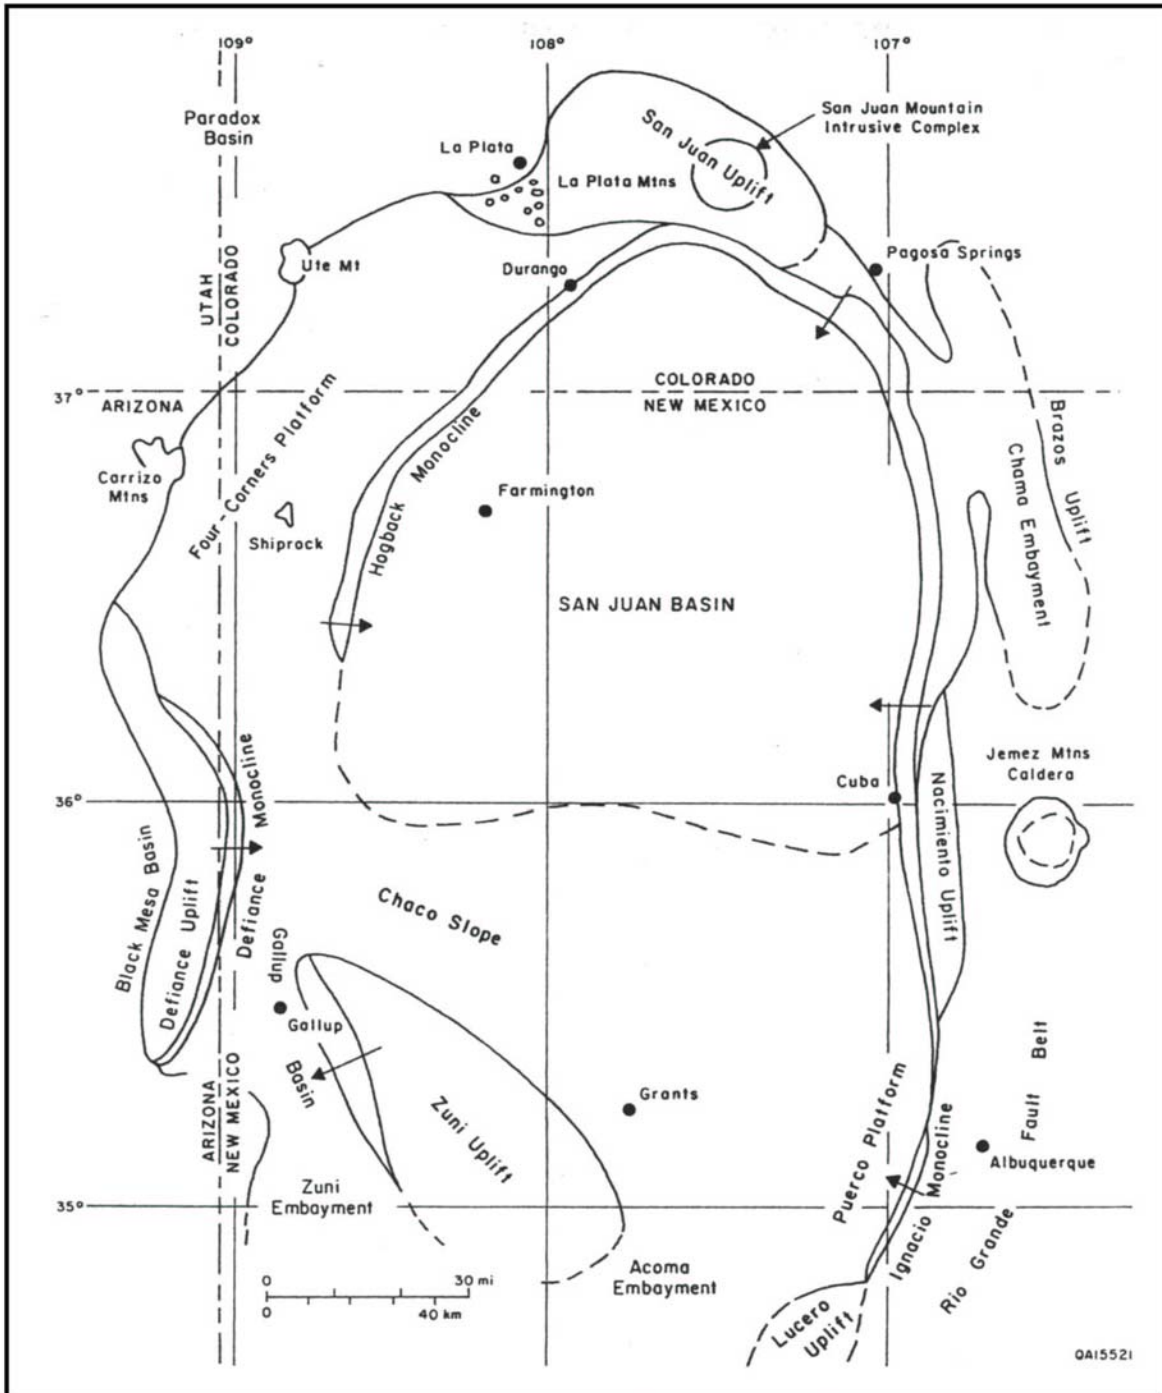 109°
108°
107°
Paradox
Basin
San Juan Mountain
Intrusive Complex
La Plata
San Juan Uplift
La Plata Mtns
Ute Mt
Durango
Pagosa Springs
UTAH
COLORADO
37°
ARIZONA
COLORADO
NEW MEXICO
Four-Corners Platform
Hogback Monocline
Brazos Uplift
Chama Embayment
Carrizo
Mtns
Shiprock
Farmington
SAN JUAN BASIN
Jemez Mtns
Caldera
Cuba
36°
Nacimiento Uplift
Black Mesa Basin
Defiance Uplift
Defiance Monocline
Chaco Slope
Gallup
Basin
Gallup
Zuni Uplift
Grants
ARIZONA
NEW MEXICO
Puerco Platform
Ignacio Monocline
Fault Belt
Rio Grande
Albuquerque
35°
Zuni
Embayment
Acoma
Embayment
Lucero
Uplift
0 30 mi
0 40 km
QA15521